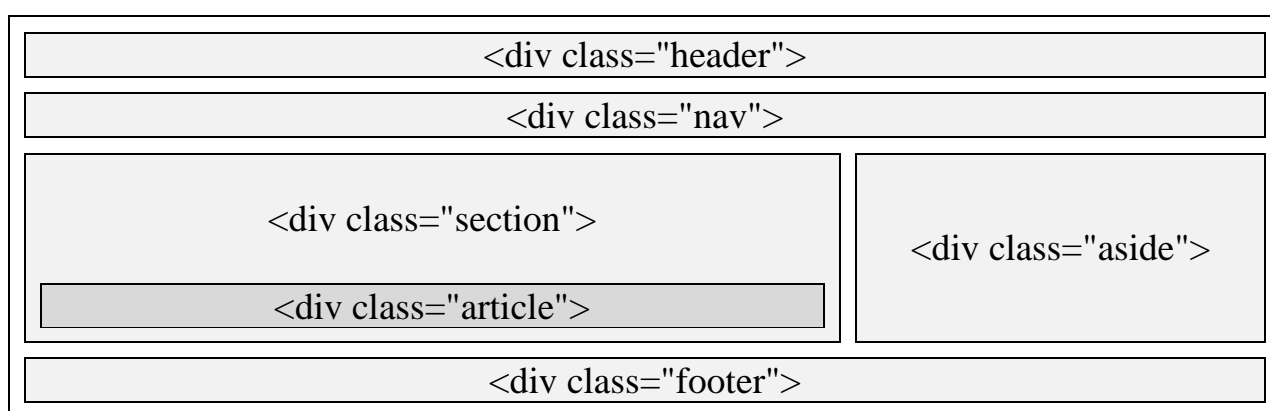 <div class="header">
<div class="nav">
<div class="section">
<div class="aside">
<div class="article">
<div class="footer">